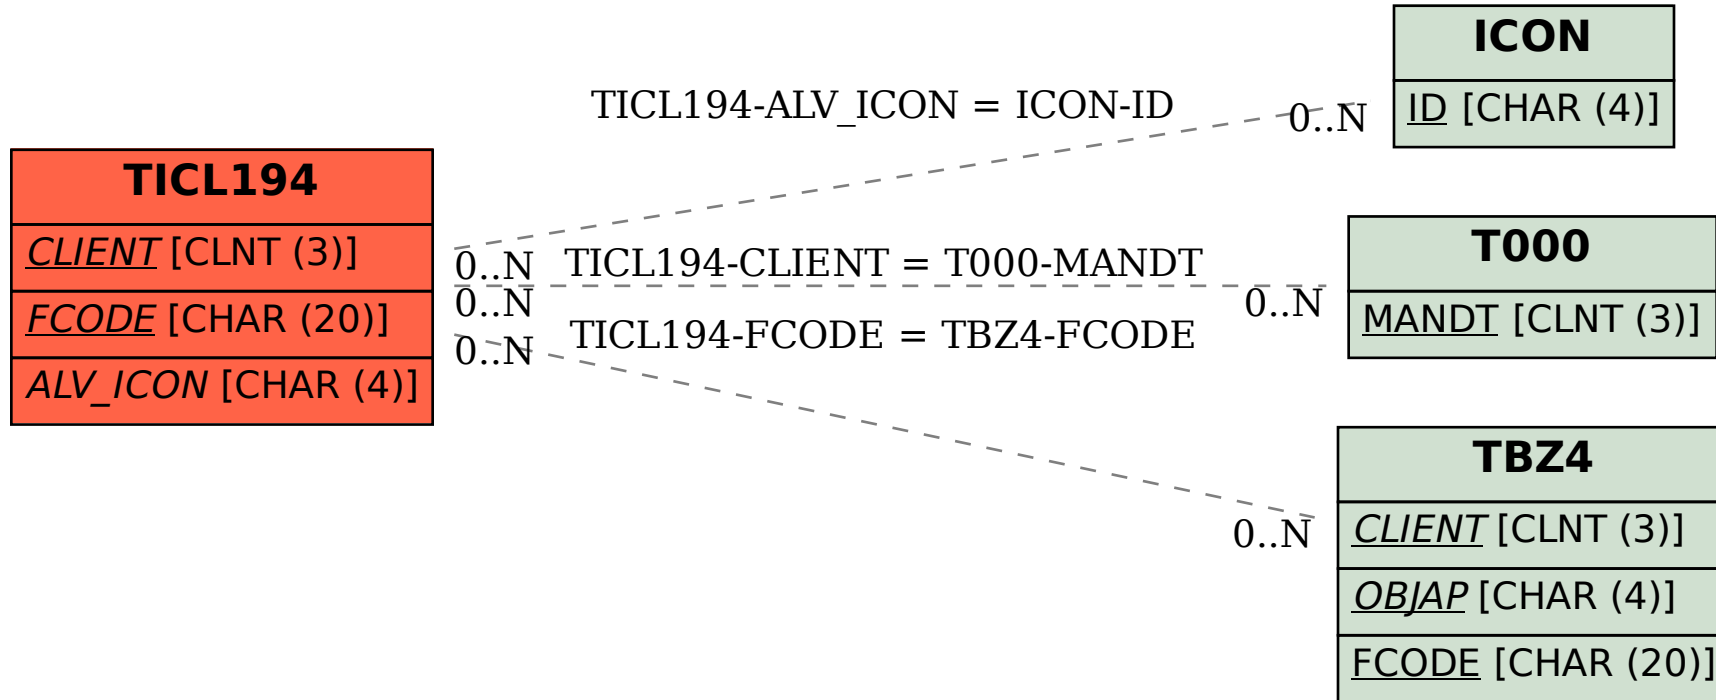 TICL194
CLIENT [CLNT (3)]
FCODE [CHAR (20)]
ALV_ICON [CHAR (4)]
TICL194-ALV_ICON = ICON-ID
0..N
0..N
TICL194-CLIENT = T000-MANDT
0..N
0..N
TICL194-FCODE = TBZ4-FCODE
0..N
0..N
ICON
ID [CHAR (4)]
T000
MANDT [CLNT (3)]
TBZ4
CLIENT [CLNT (3)]
OBJAP [CHAR (4)]
FCODE [CHAR (20)]